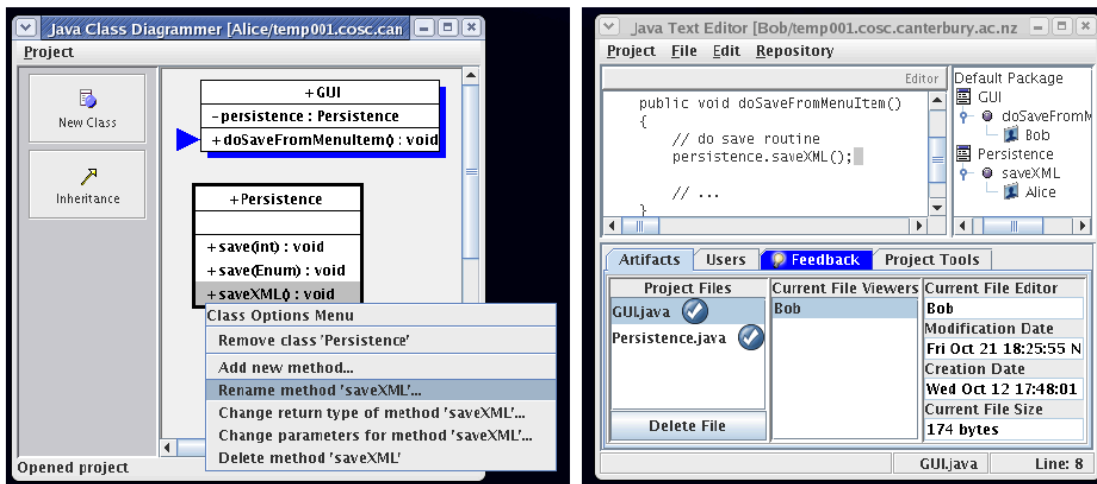 Java Class Diagrammer [Alice/temp001.cosc.can
Project
New Class
Inheritance
+GUI
-persistence : Persistence
+doSaveFromMenuItem() : void
+Persistence
+save(int) : void
+save(Enum) : void
+saveXML() : void
Class Options Menu
Remove class 'Persistence'
Add new method...
Rename method 'saveXML'...
Change return type of method 'saveXML'...
Change parameters for method 'saveXML'...
Delete method 'saveXML'
Opened project
Java Text Editor [Bob/temp001.cosc.canterbury.ac.nz
Project File Edit Repository
Editor
public void doSaveFromMenuItem()
{
// do save routine
persistence.saveXML();
// ...
}
Default Package
GUI
doSaveFromM
Bob
Persistence
saveXML
Alice
Artifacts Users Feedback Project Tools
Project Files
GUI.java
Persistence.java
Delete File
Current File Viewers
Bob
Current File Editor
Bob
Modification Date
Fri Oct 21 18:25:55 N
Creation Date
Wed Oct 12 17:48:01
Current File Size
174 bytes
GUI.java Line: 8